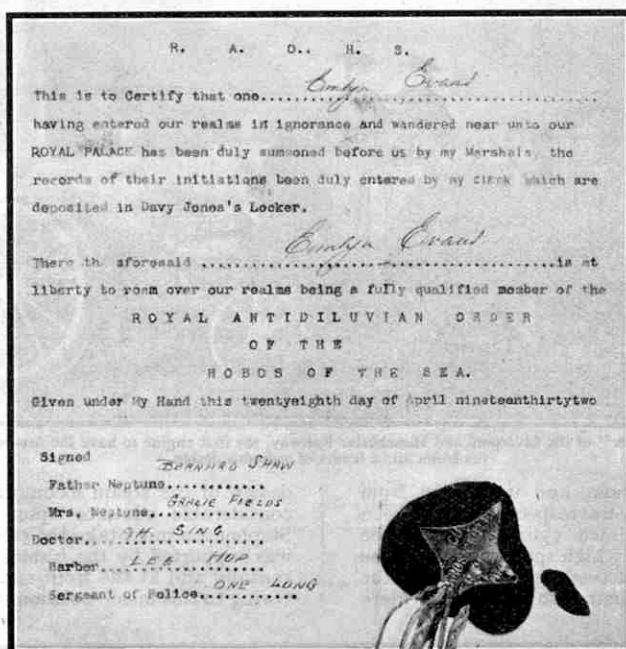 R. A. O. H. S.
This is to Certify that one....Emlyn Evans....
having entered our realms in ignorance and wandered near unto our
ROYAL PALACE has been duly summoned before us by my Marshals, the
records of their initiations been duly entered by my clerk which are
deposited in Davy Jones's Locker.
There the aforesaid ....Emlyn Evans....is at
liberty to roam over our realms being a fully qualified member of the
ROYAL ANTIDILUVIAN ORDER
OF THE
HOBOS OF THE SEA.
Given under My Hand this twentyeighth day of April nineteenthirtytwo
Signed
Father Neptune....BERNHARD SHAW
Mrs. Neptune....GRACIE FIELDS
Doctor....AH SING
Barber....LEE HOP
Sergeant of Police....ONE LONG